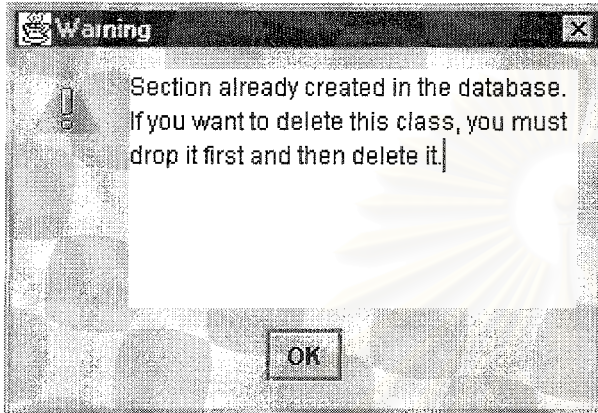 Warning
Section already created in the database.
If you want to delete this class, you must
drop it first and then delete it.
OK